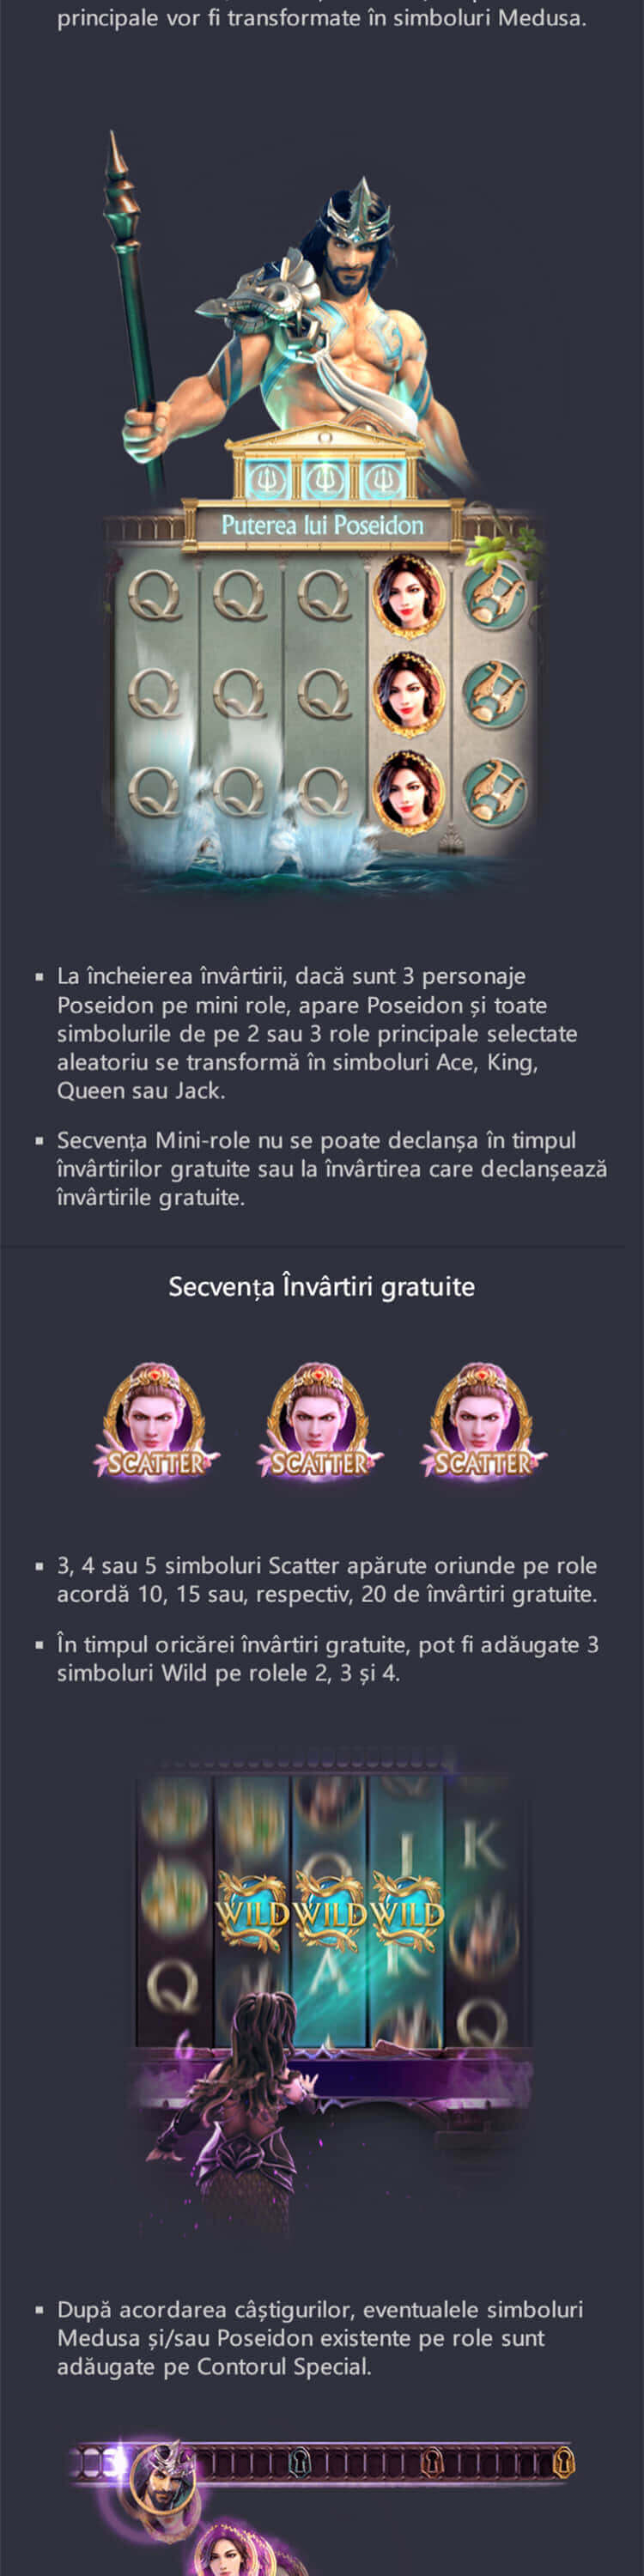 principale vor fi transformate în simboluri Medusa.
Puterea lui Poseidon
Q Q Q
Q Q Q
Q Q Q
▪ La încheierea învârtirii, dacă sunt 3 personaje
Poseidon pe mini role, apare Poseidon și toate
simbolurile de pe 2 sau 3 role principale selectate
aleatoriu se transformă în simboluri Ace, King,
Queen sau Jack.
▪ Secvența Mini-role nu se poate declanșa în timpul
învârtirilor gratuite sau la învârtirea care declanșează
învârtirile gratuite.
Secvența Învârtiri gratuite
SCATTER SCATTER SCATTER
▪ 3, 4 sau 5 simboluri Scatter apărute oriunde pe role
acordă 10, 15 sau, respectiv, 20 de învârtiri gratuite.
▪ În timpul oricărei învârtiri gratuite, pot fi adăugate 3
simboluri Wild pe rolele 2, 3 și 4.
Q J K
WILD WILD WILD
Q A K Q
▪ După acordarea câștigurilor, eventualele simboluri
Medusa și/sau Poseidon existente pe role sunt
adăugate pe Contorul Special.